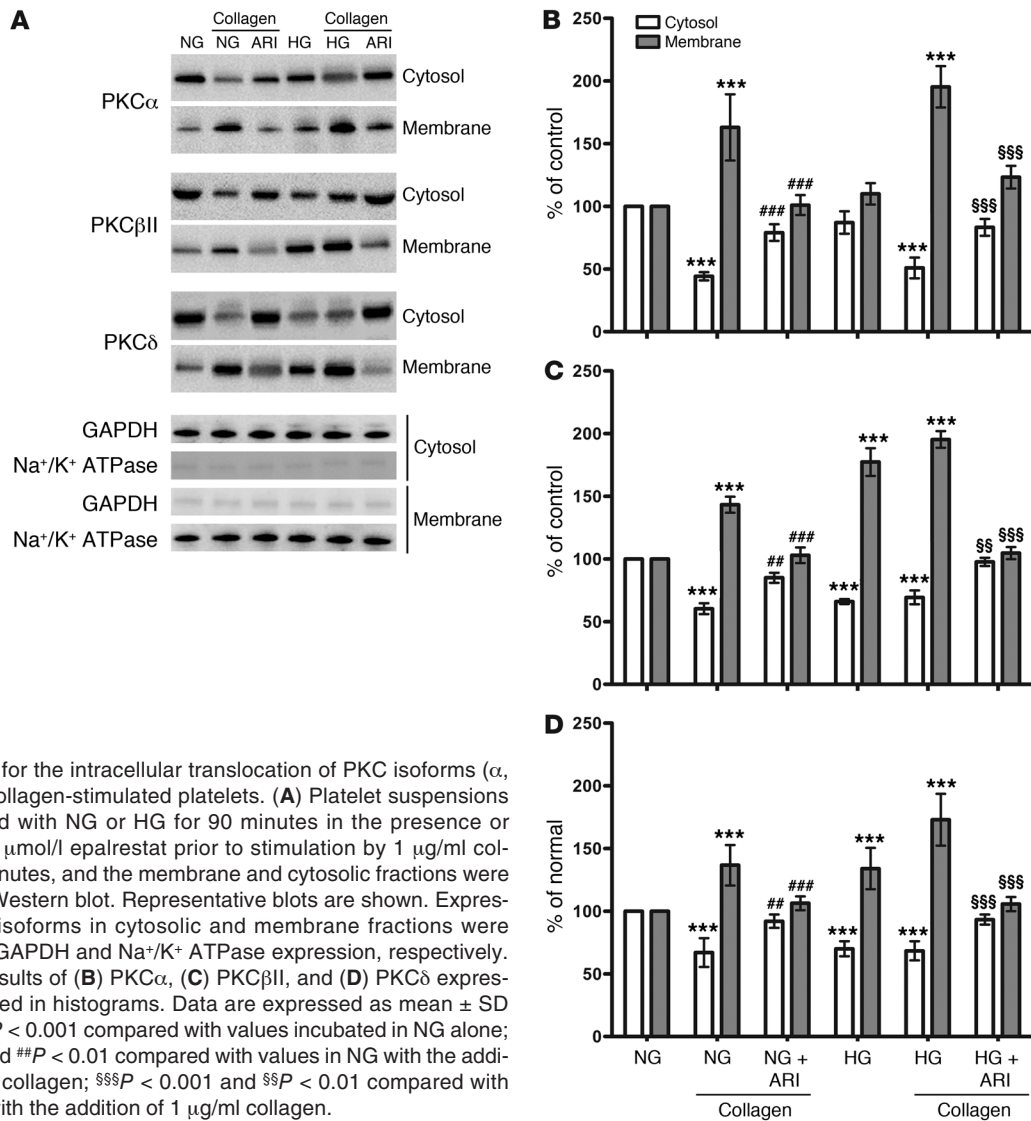 A
Collagen Collagen
NG NG ARI HG HG ARI
PKCα
Cytosol
Membrane
PKCβII
Cytosol
Membrane
PKCδ
Cytosol
Membrane
GAPDH
Na+/K+ ATPase
Cytosol
GAPDH
Na+/K+ ATPase
Membrane
for the intracellular translocation of PKC isoforms (α,
ollagen-stimulated platelets. (A) Platelet suspensions
d with NG or HG for 90 minutes in the presence or
μmol/l epalrestat prior to stimulation by 1 μg/ml col-
nutes, and the membrane and cytosolic fractions were
Western blot. Representative blots are shown. Expres-
isoforms in cytosolic and membrane fractions were
GAPDH and Na+/K+ ATPase expression, respectively.
sults of (B) PKCα, (C) PKCβII, and (D) PKCδ expres-
ed in histograms. Data are expressed as mean ± SD
P < 0.001 compared with values incubated in NG alone;
d ##P < 0.01 compared with values in NG with the addi-
collagen; §§§P < 0.001 and §§P < 0.01 compared with
with the addition of 1 μg/ml collagen.
B
Cytosol
Membrane
% of control
250
200
150
100
50
0
*** *** ### ### *** *** §§§ §§§
C
% of control
250
200
150
100
50
0
*** *** ## ### *** *** *** *** §§ §§§
D
% of normal
250
200
150
100
50
0
*** *** ## ### *** *** *** *** §§§ §§§
NG NG NG + ARI HG HG HG + ARI
Collagen Collagen